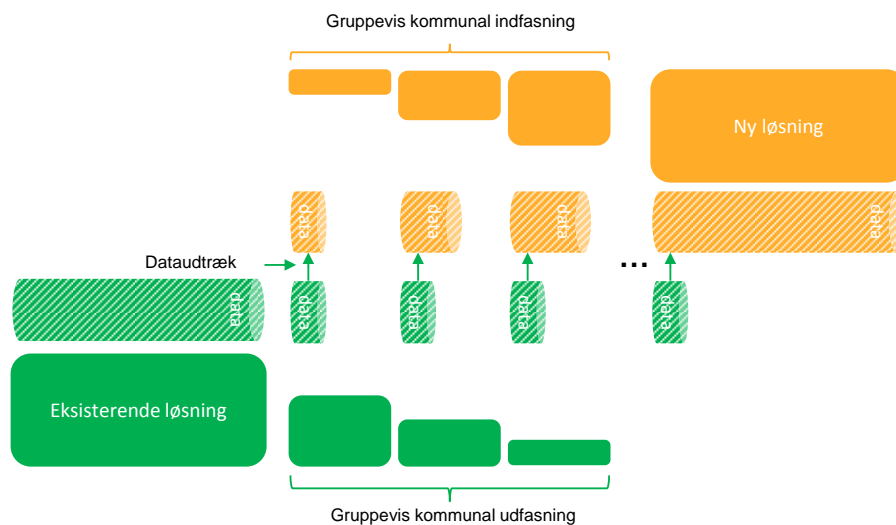 Gruppevis kommunal indfasning
Ny løsning
data
data
data
data
Dataudtræk
...
data
data
data
data
data
Eksisterende løsning
Gruppevis kommunal udfasning